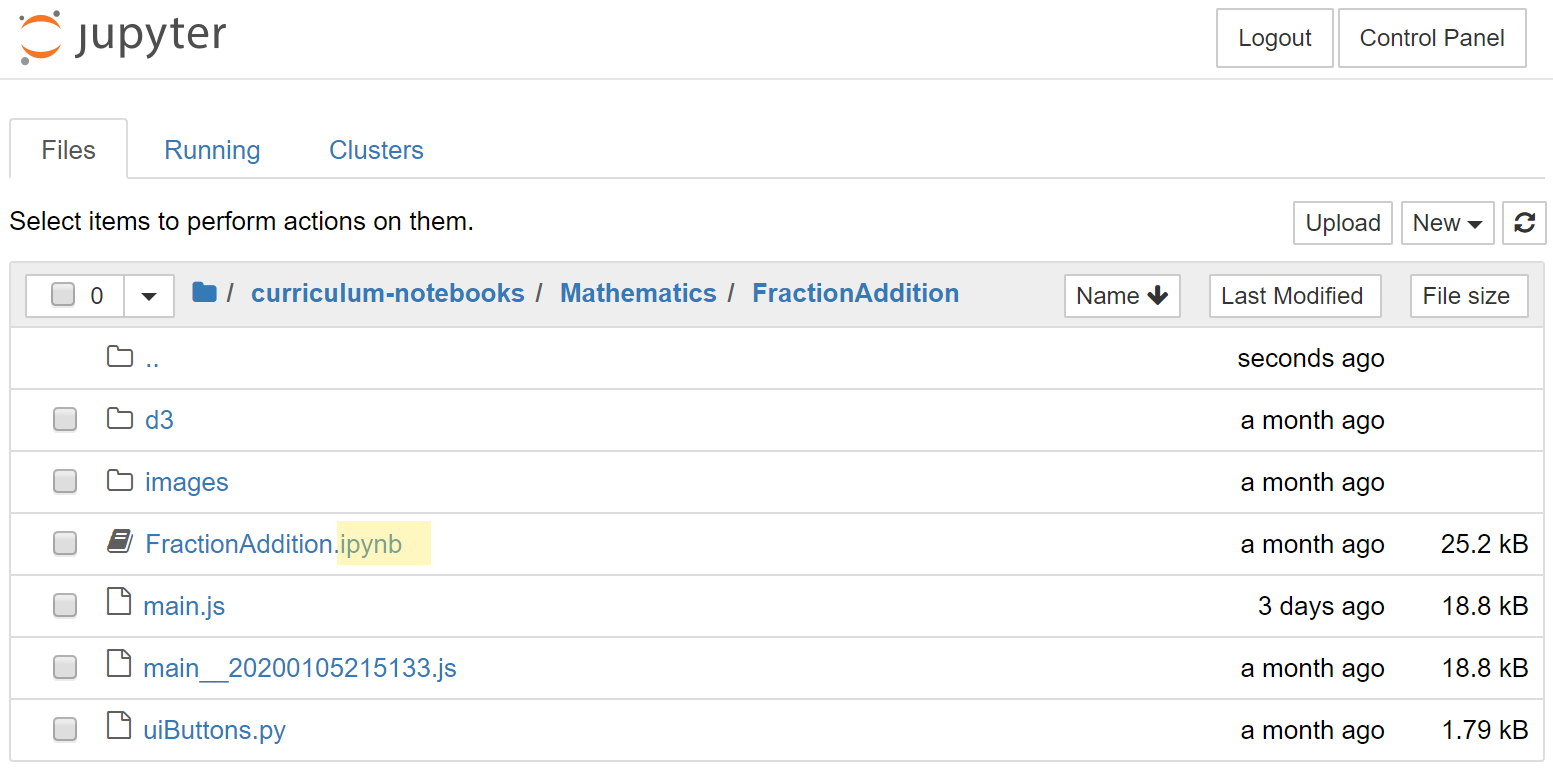 jupyter Logout Control Panel
Files Running Clusters
Select items to perform actions on them. Upload New
0 / curriculum-notebooks / Mathematics / FractionAddition Name Last Modified File size
.. seconds ago
d3 a month ago
images a month ago
FractionAddition.ipynb a month ago 25.2 kB
main.js 3 days ago 18.8 kB
main__20200105215133.js a month ago 18.8 kB
uiButtons.py a month ago 1.79 kB